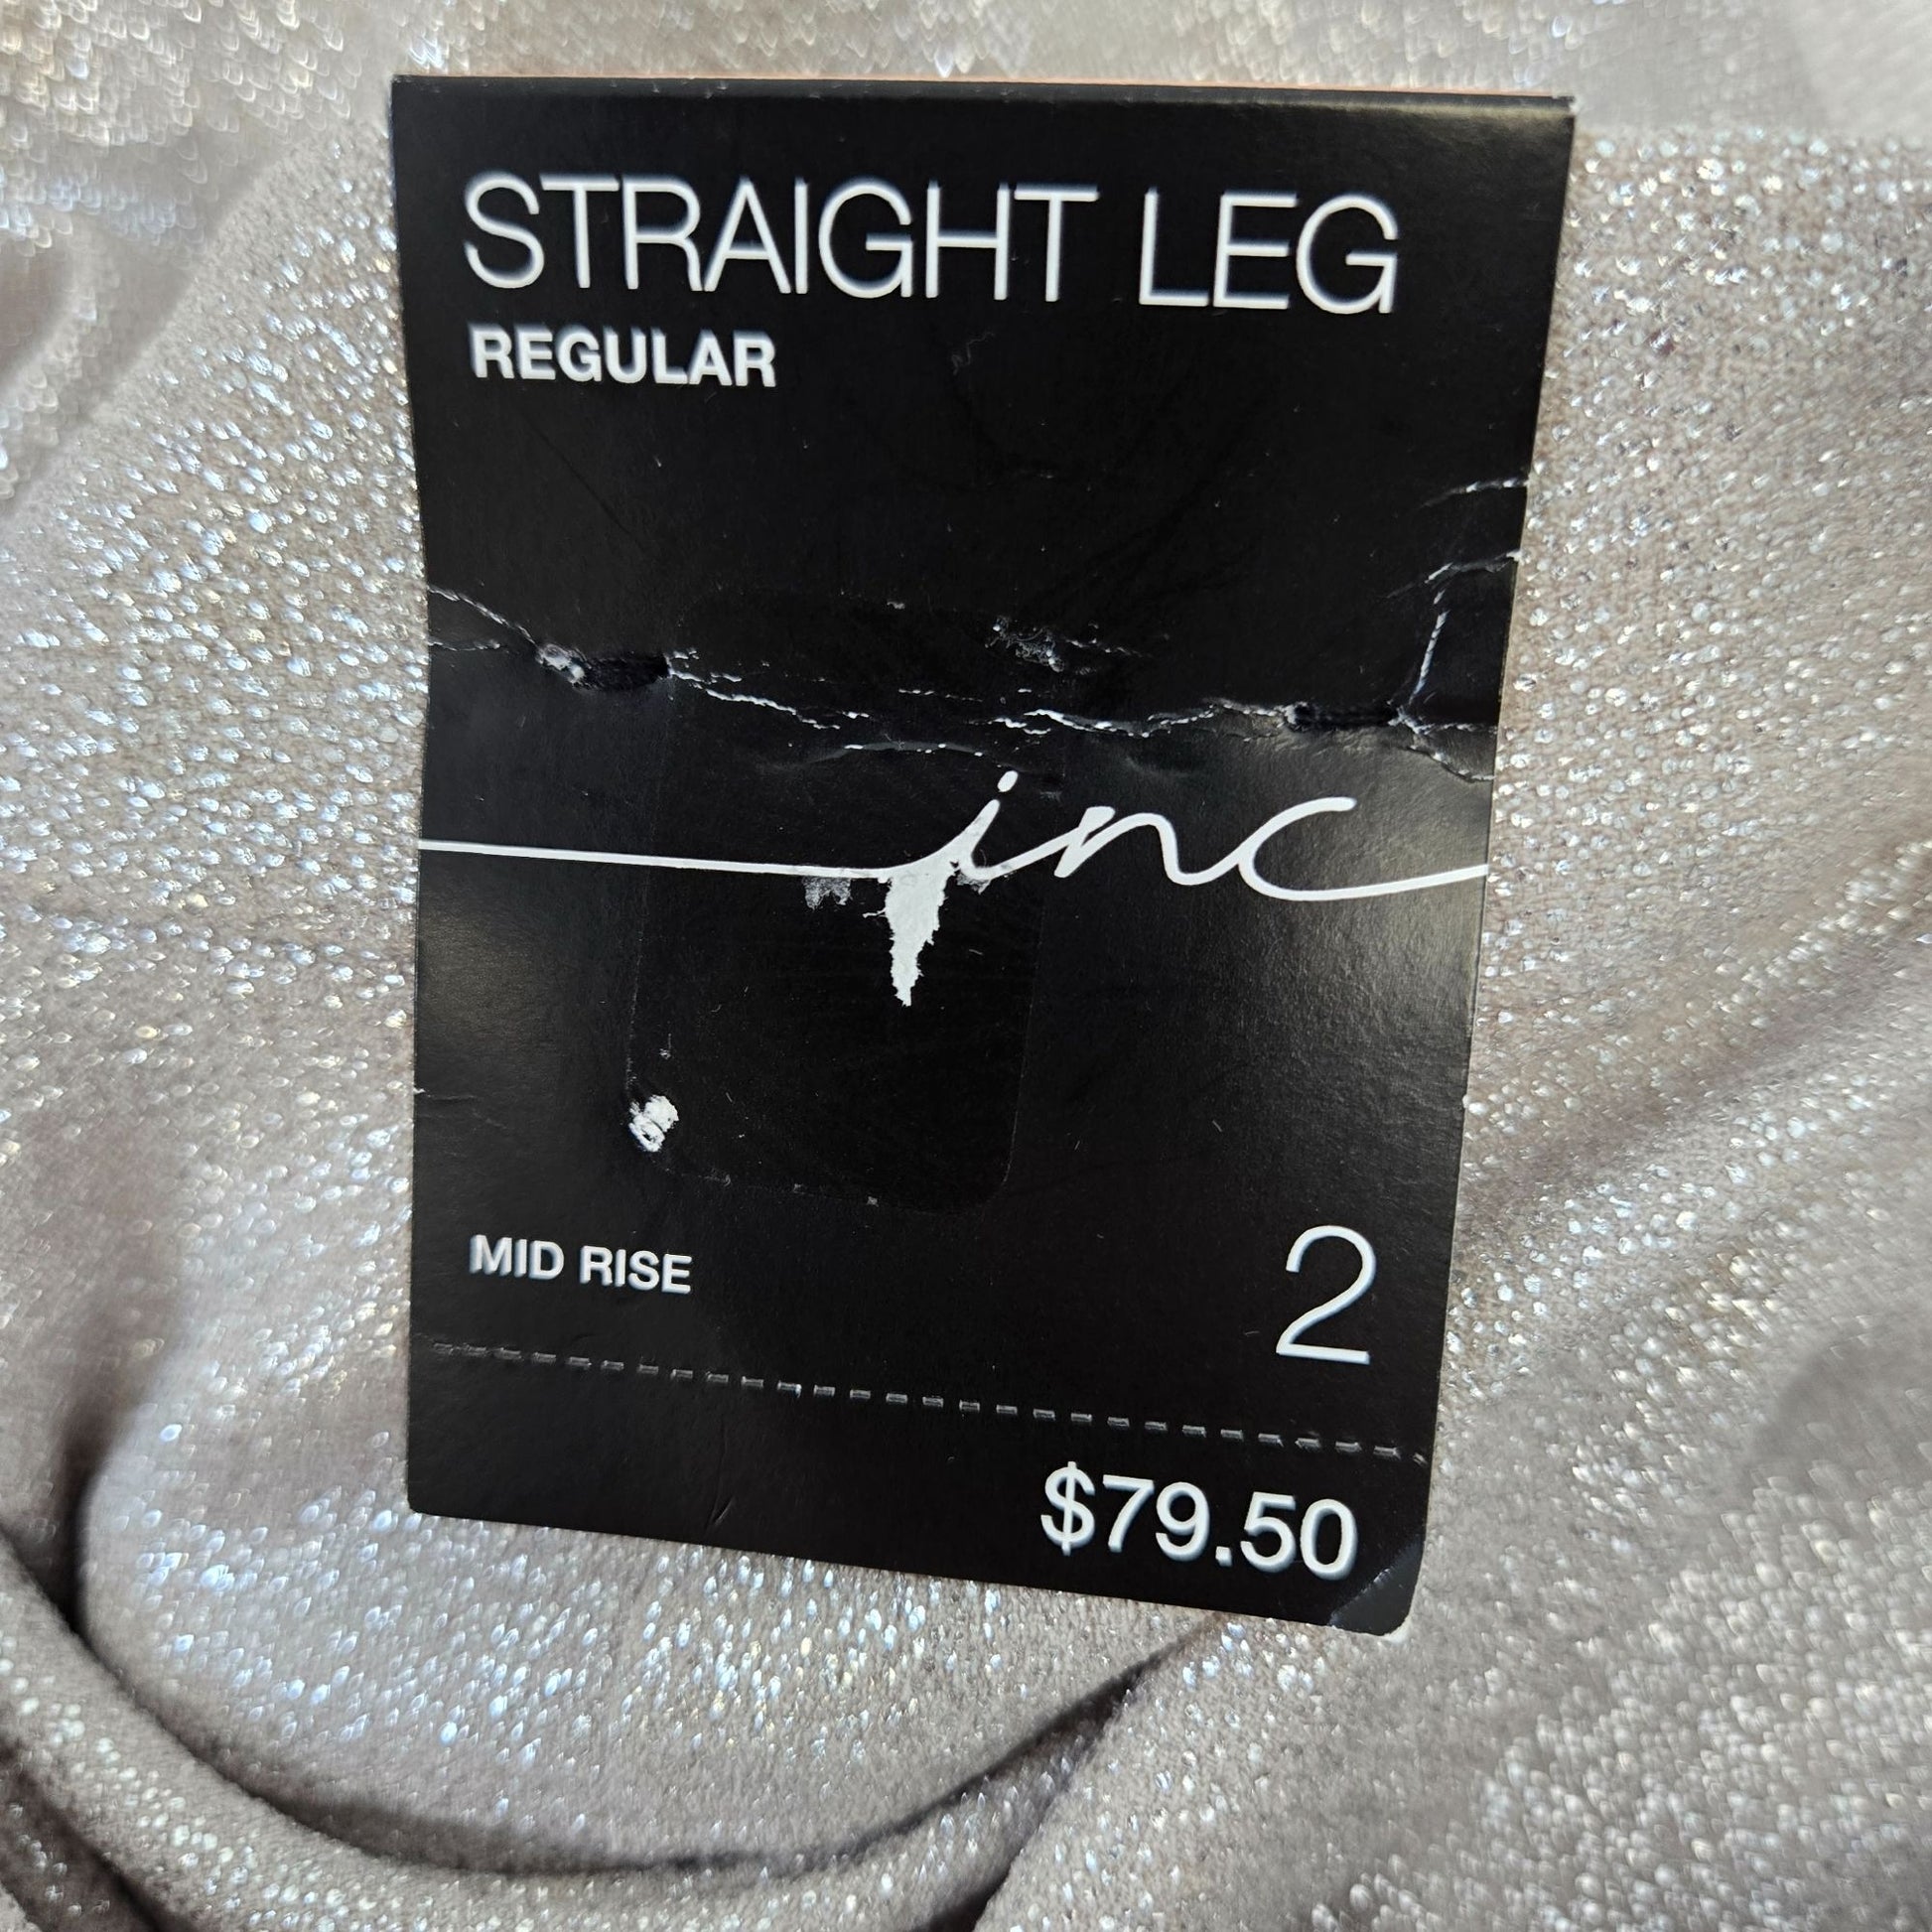 STRAIGHT LEG
REGULAR
inc
MID RISE
2
$79.50